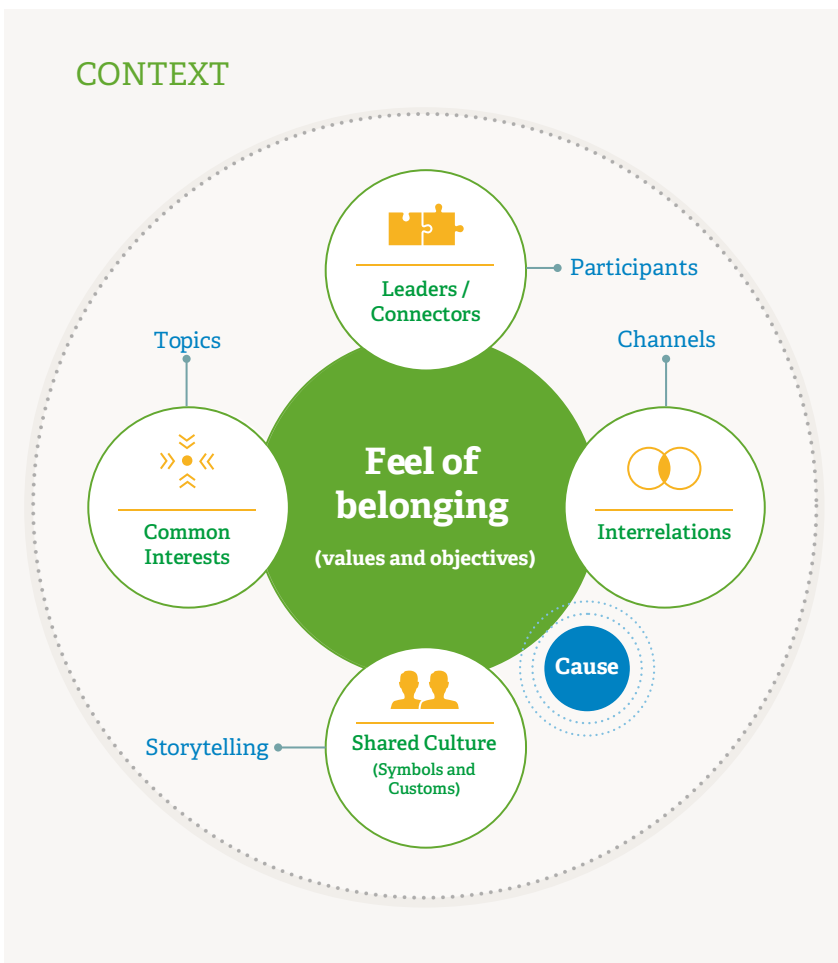 CONTEXT
Leaders /
Connectors
Participants
Topics
Channels
Common
Interests
Feel of
belonging
(values and objectives)
Interrelations
Cause
Storytelling
Shared Culture
(Symbols and
Customs)